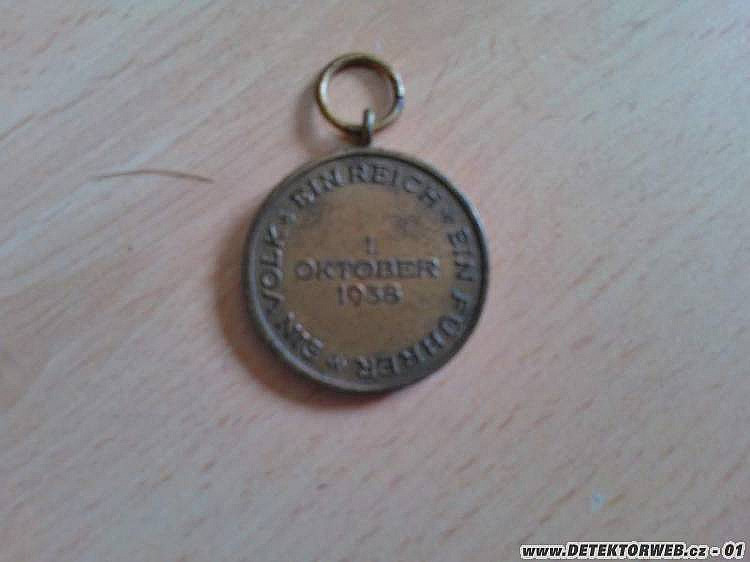 EIN VOLK * EIN REICH * EIN FÜHRER *
1.
OKTOBER
1938
www.DETEKTORWEB.cz - 01